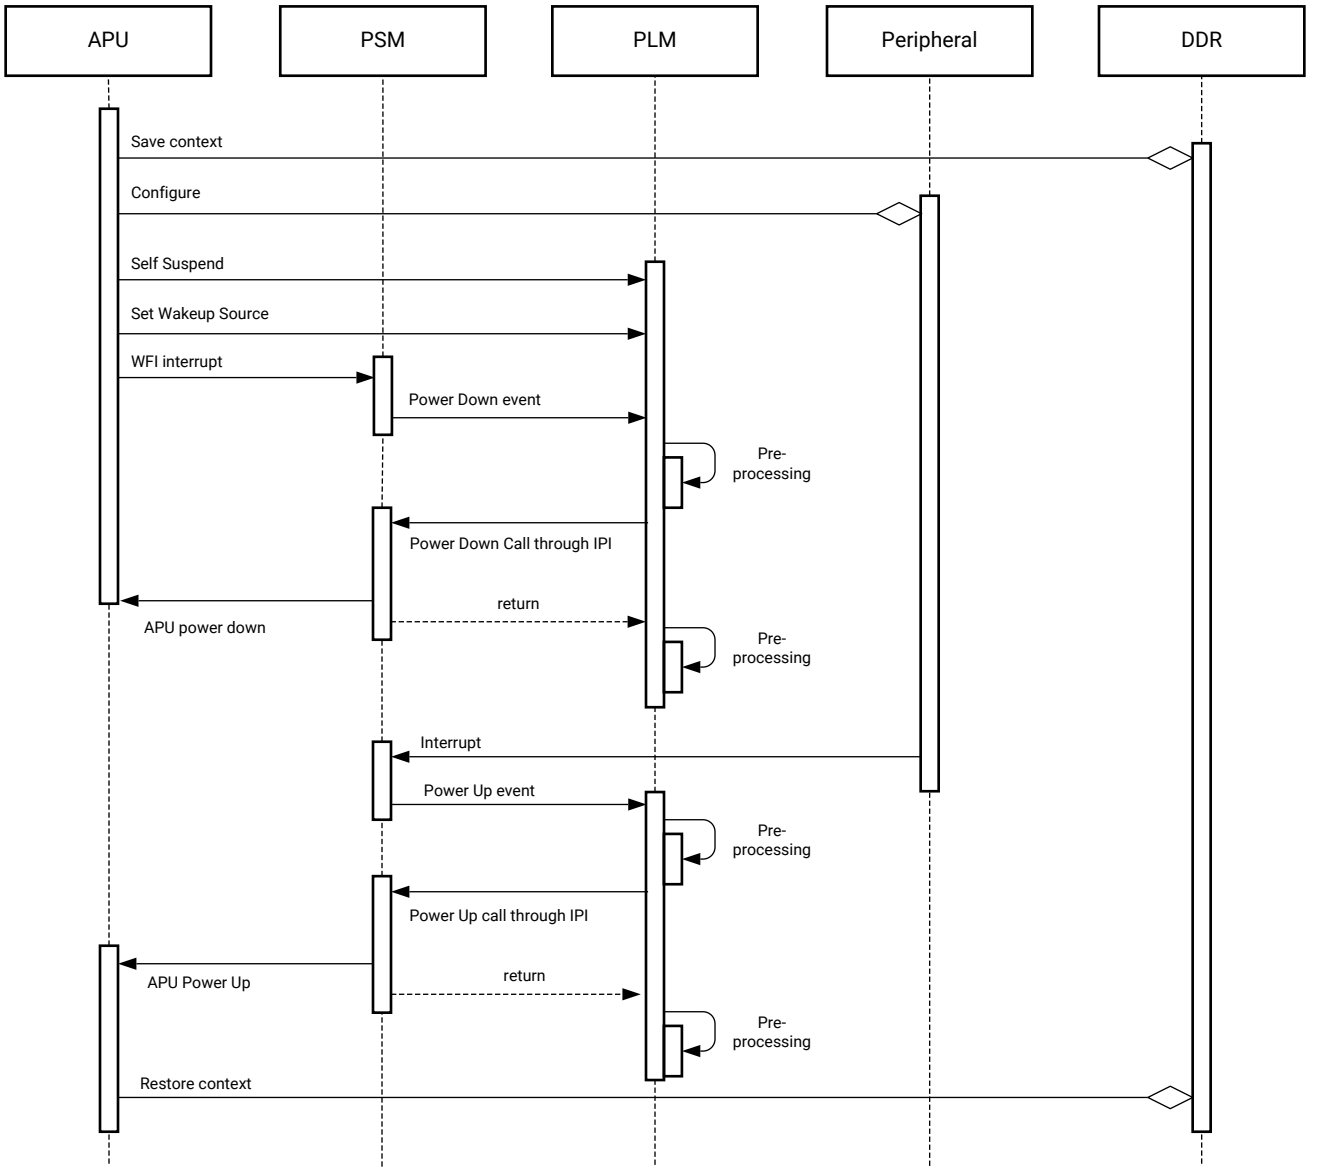 APU
PSM
PLM
Peripheral
DDR
Save context
Configure
Self Suspend
Set Wakeup Source
WFI interrupt
Power Down event
Pre-
processing
Power Down Call through IPI
return
APU power down
Pre-
processing
Interrupt
Power Up event
Pre-
processing
Power Up call through IPI
APU Power Up
return
Pre-
processing
Restore context